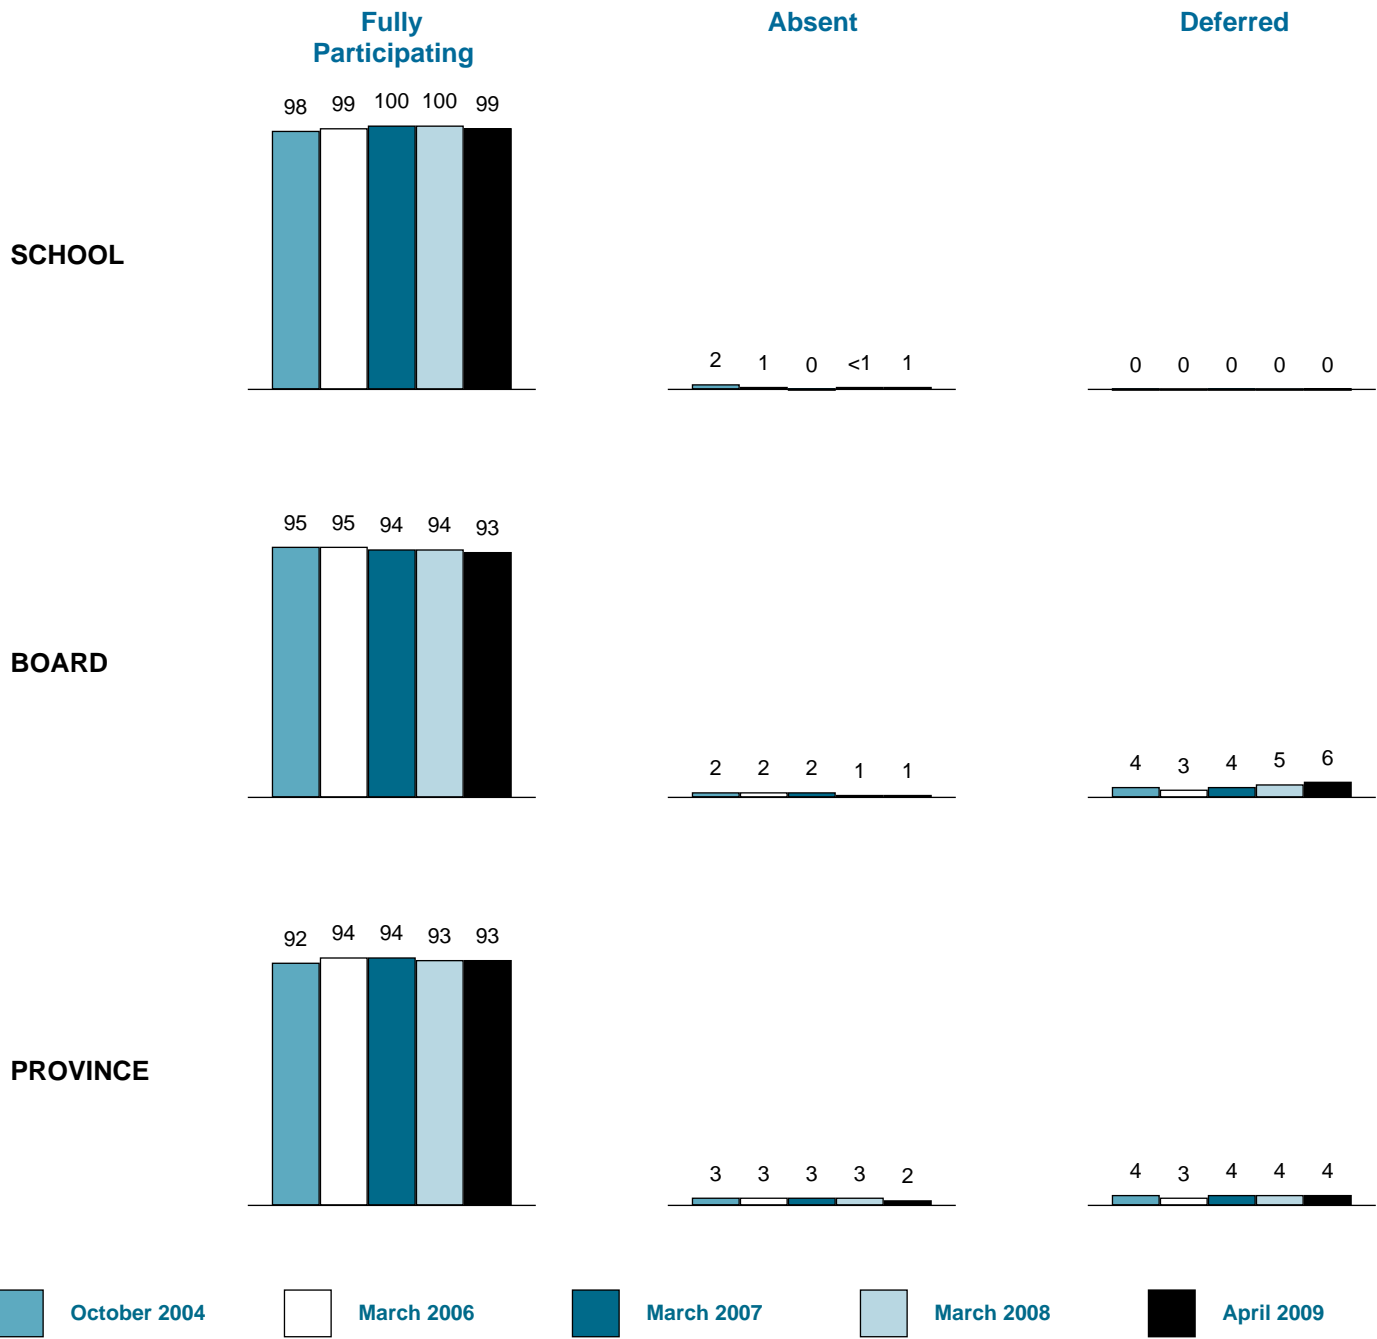 Fully
Participating
Absent
Deferred
98 99 100 100 99
SCHOOL
2 1 0 <1 1
0 0 0 0 0
95 95 94 94 93
BOARD
2 2 2 1 1
4 3 4 5 6
92 94 94 93 93
PROVINCE
3 3 3 3 2
4 3 4 4 4
October 2004
March 2006
March 2007
March 2008
April 2009